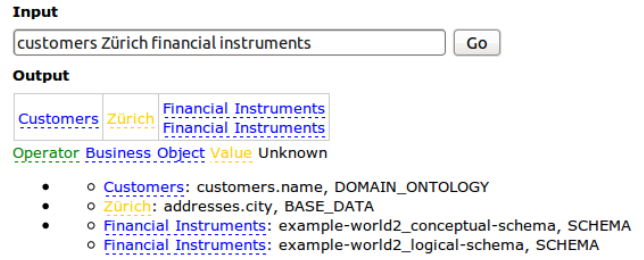 Input
customers Zürich financial instruments Go
Output
Customers Zürich Financial Instruments
Financial Instruments
Operator Business Object Value Unknown
Customers: customers.name, DOMAIN_ONTOLOGY
Zürich: addresses.city, BASE_DATA
Financial Instruments: example-world2_conceptual-schema, SCHEMA
Financial Instruments: example-world2_logical-schema, SCHEMA